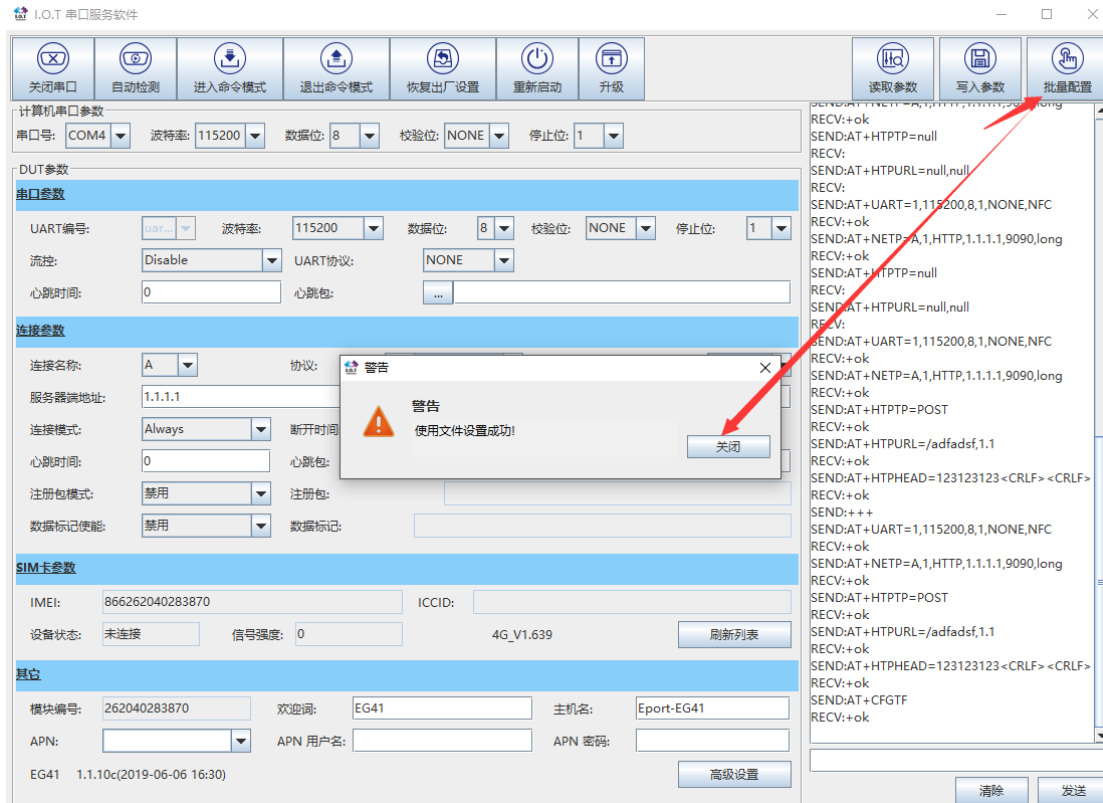 I.O.T 串口服务软件
关闭串口 自动检测 进入命令模式 退出命令模式 恢复出厂设置 重新启动 升级 读取参数 写入参数 批量配置
计算机串口参数
串口号: COM4 波特率: 115200 数据位: 8 校验位: NONE 停止位: 1
DUT参数
串口参数
UART编号: uar... 波特率: 115200 数据位: 8 校验位: NONE 停止位: 1
流控: Disable UART协议: NONE
心跳时间: 0 心跳包: ...
连接参数
连接名称: A 协议:
服务器端地址: 1.1.1.1
连接模式: Always 断开时间
心跳时间: 0 心跳包:
注册包模式: 禁用 注册包:
数据标记使能: 禁用 数据标记:
警告
警告
使用文件设置成功!
关闭
SIM卡参数
IMEI: 866262040283870 ICCID:
设备状态: 未连接 信号强度: 0 4G_V1.639 刷新列表
其它
模块编号: 262040283870 欢迎词: EG41 主机名: Eport-EG41
APN: APN 用户名: APN 密码:
EG41 1.1.10c(2019-06-06 16:30) 高级设置
RECV:+ok
SEND:AT+HTPTP=null
RECV:
SEND:AT+HTPURL=null,null
RECV:
SEND:AT+UART=1,115200,8,1,NONE,NFC
RECV:+ok
SEND:AT+NETP=A,1,HTTP,1.1.1.1,9090,long
RECV:+ok
SEND:AT+HTPTP=null
RECV:
SEND:AT+HTPURL=null,null
RECV:
SEND:AT+UART=1,115200,8,1,NONE,NFC
RECV:+ok
SEND:AT+NETP=A,1,HTTP,1.1.1.1,9090,long
RECV:+ok
SEND:AT+HTPTP=POST
RECV:+ok
SEND:AT+HTPURL=/adfadsf,1.1
RECV:+ok
SEND:AT+HTPHEAD=123123123<CRLF><CRLF>
RECV:+ok
SEND:+++
SEND:AT+UART=1,115200,8,1,NONE,NFC
RECV:+ok
SEND:AT+NETP=A,1,HTTP,1.1.1.1,9090,long
RECV:+ok
SEND:AT+HTPTP=POST
RECV:+ok
SEND:AT+HTPURL=/adfadsf,1.1
RECV:+ok
SEND:AT+HTPHEAD=123123123<CRLF><CRLF>
RECV:+ok
SEND:AT+CFGTF
RECV:+ok
清除 发送